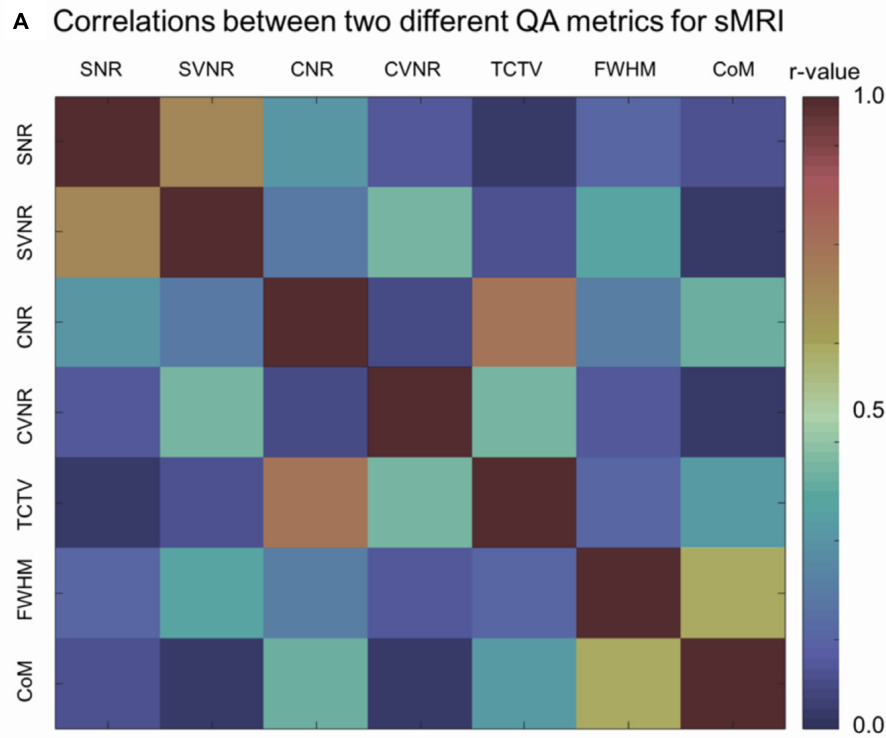 A Correlations between two different QA metrics for sMRI
SNR SVNR CNR CVNR TCTV FWHM CoM r-value
1.0
SNR
SVNR
CNR
0.5
CVNR
TCTV
FWHM
CoM
0.0